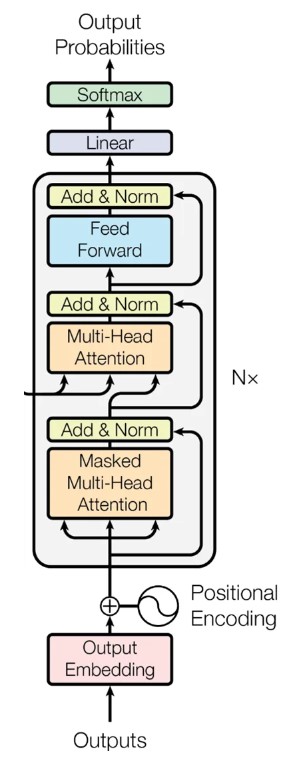 Output
Probabilities
Softmax
Linear
Add & Norm
Feed
Forward
Add & Norm
Multi-Head
Attention
N×
Add & Norm
Masked
Multi-Head
Attention
Positional
Encoding
Output
Embedding
Outputs